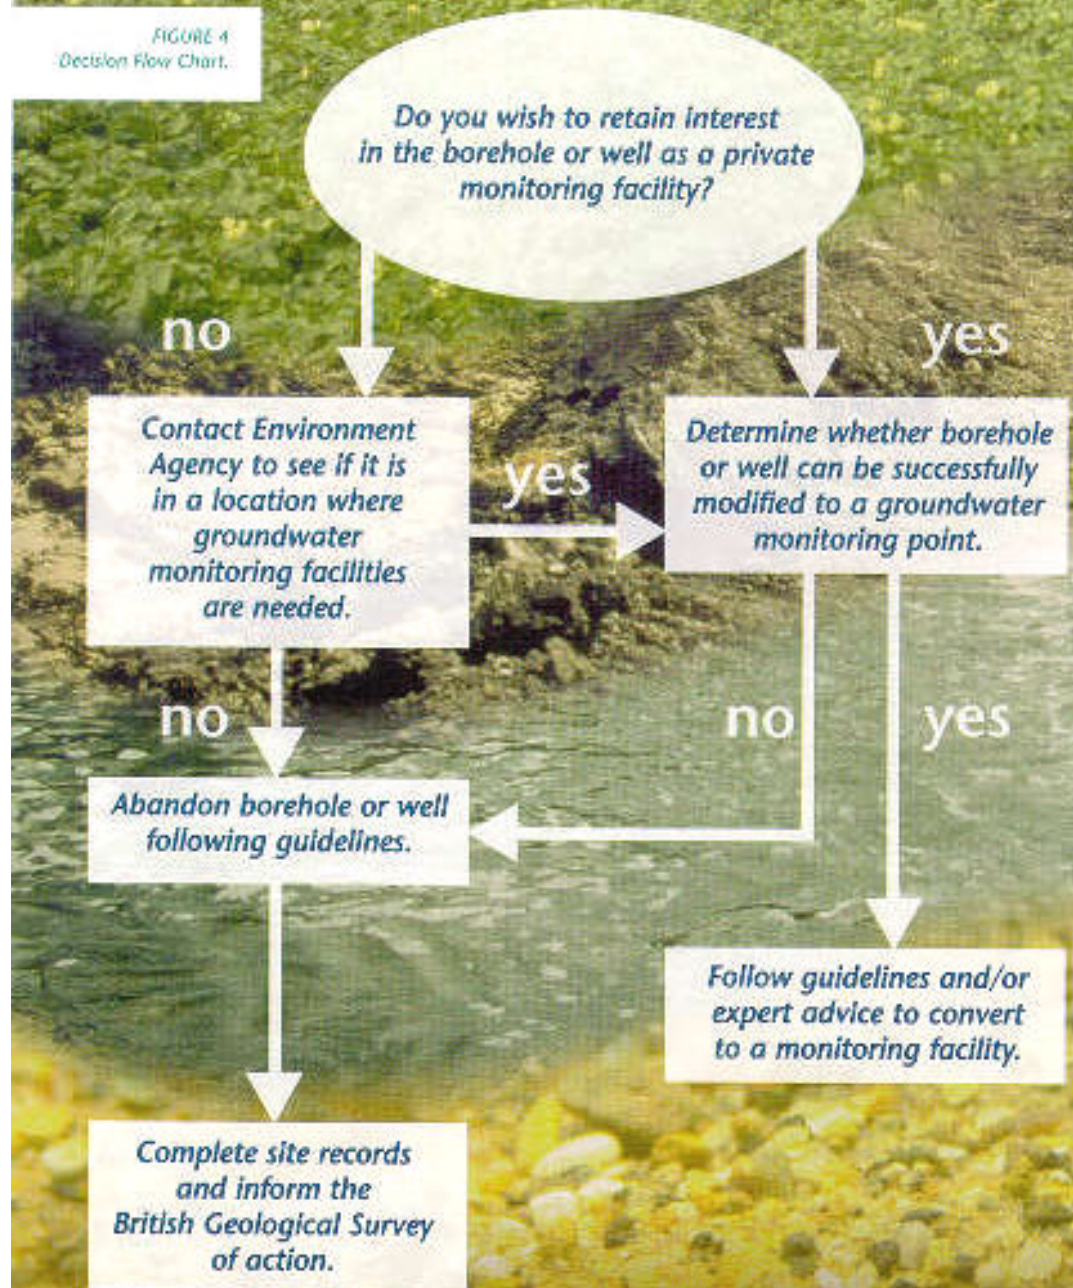 FIGURE 4
Decision Flow Chart.
Do you wish to retain interest
in the borehole or well as a private
monitoring facility?
no
yes
Contact Environment
Agency to see if it is
in a location where
groundwater
monitoring facilities
are needed.
yes
Determine whether borehole
or well can be successfully
modified to a groundwater
monitoring point.
no
no
yes
Abandon borehole or well
following guidelines.
Follow guidelines and/or
expert advice to convert
to a monitoring facility.
Complete site records
and inform the
British Geological Survey
of action.